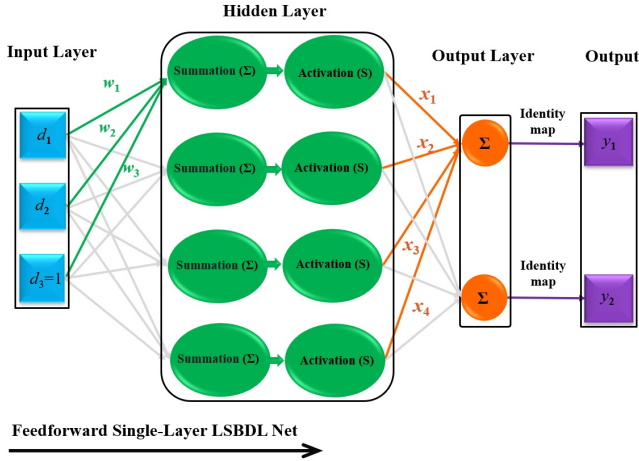 Hidden Layer
Input Layer
Output Layer
Output
Summation (Σ)
Activation (S)
Summation (Σ)
Activation (S)
Summation (Σ)
Activation (S)
Summation (Σ)
Activation (S)
d1
d2
d3=1
w1
w2
w3
x1
x2
x3
x4
Σ
Σ
Identity
map
Identity
map
y1
y2
Feedforward Single-Layer LSBDL Net